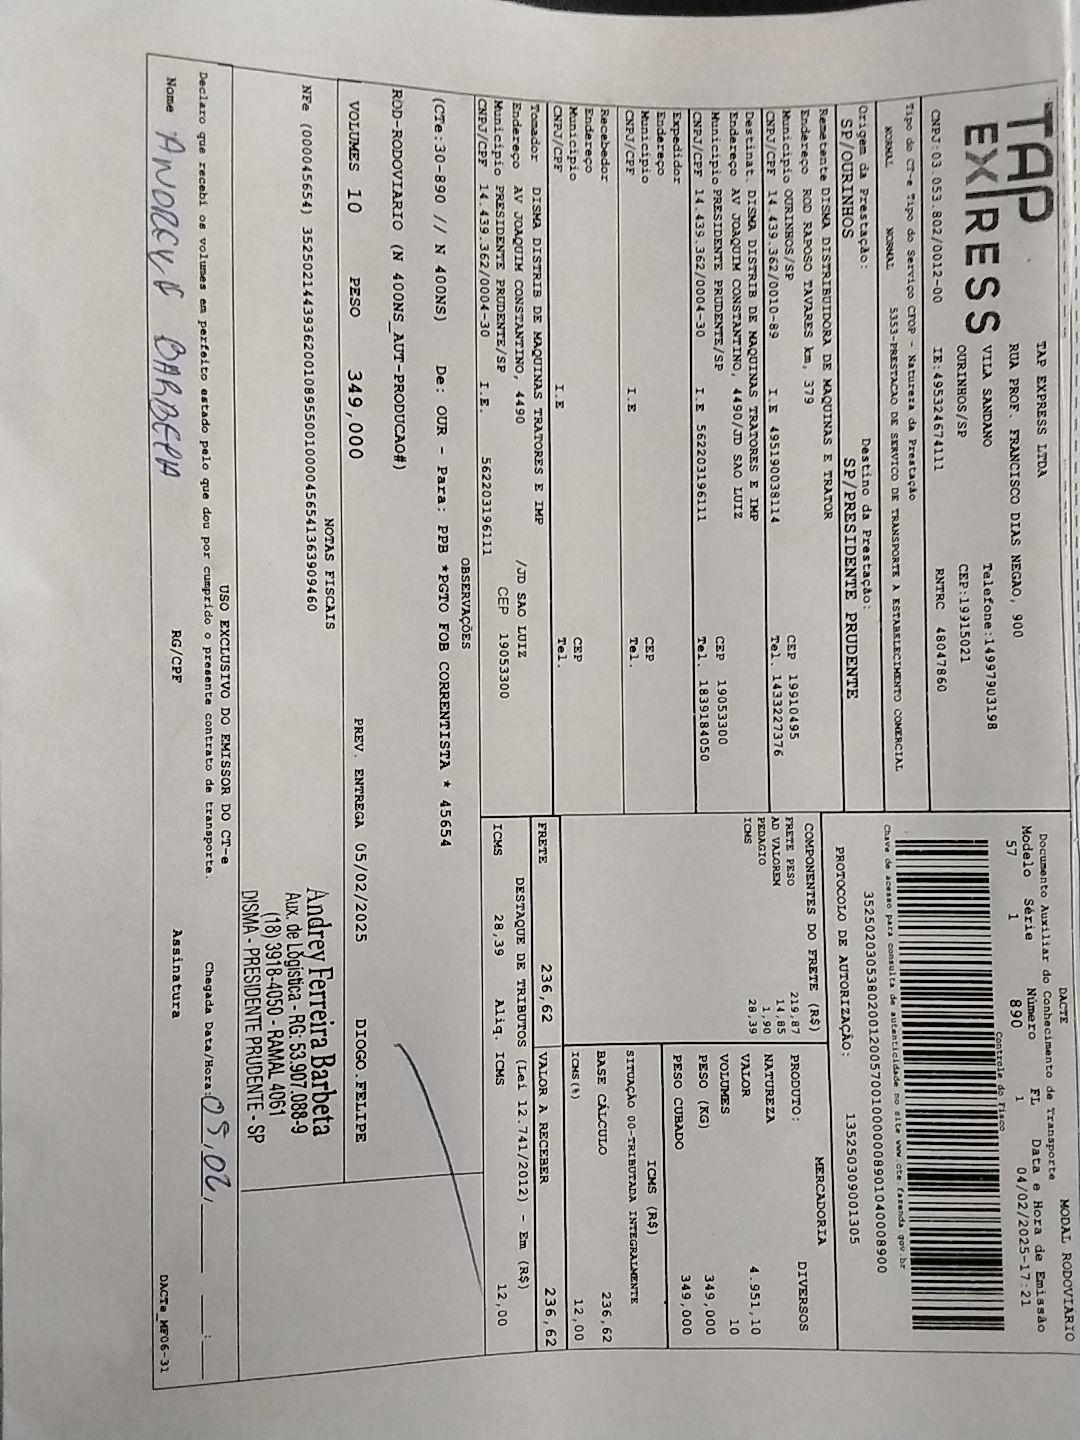 TAP
EXPRESS
TAP EXPRESS LTDA
RUA PROF. FRANCISCO DIAS NEGAO, 900
VILA SANDANO Telefone:14997903198
OURINHOS/SP CEP:19915021
CNPJ:03.053.802/0012-00 IE:495324674111 RNTRC 48047860
DACTE MODAL RODOVIARIO
Documento Auxiliar do Conhecimento de Transporte
Modelo Série Número FL Data e Hora de Emissão
57 1 890 1 04/02/2025-17:21
Controle do Fisco
Chave de acesso para consulta de autenticidade no site www.cte.fazenda.gov.br
PROTOCOLO DE AUTORIZAÇÃO: 135250309001305
Tipo do CT-e Tipo do Serviço CFOP - Natureza da Prestação
NORMAL NORMAL 5353-PRESTACAO DE SERVICO DE TRANSPORTE A ESTABELECIMENTO COMERCIAL
Origem da Prestação: Destino da Prestação:
SP/OURINHOS SP/PRESIDENTE PRUDENTE
Remetente DISMA DISTRIBUIDORA DE MAQUINAS E TRATOR
Endereço ROD RAPOSO TAVARES km, 379
Municipio OURINHOS/SP CEP 19910495
CNPJ/CPF 14.439.362/0010-89 I.E 495190038114 Tel. 1433227376
Destinat. DISMA DISTRIB DE MAQUINAS TRATORES E IMP
Endereço AV JOAQUIM CONSTANTINO, 4490/JD SAO LUIZ
Municipio PRESIDENTE PRUDENTE/SP CEP 19053300
CNPJ/CPF 14.439.362/0004-30 I.E 562203196111 Tel. 1839184050
Expedidor
Endereço
Municipio CEP
CNPJ/CPF I.E Tel.
Recebedor
Endereço
Municipio CEP
CNPJ/CPF I.E Tel.
Tomador DISMA DISTRIB DE MAQUINAS TRATORES E IMP
Endereço AV JOAQUIM CONSTANTINO, 4490 /JD SAO LUIZ
Municipio PRESIDENTE PRUDENTE/SP CEP 19053300
CNPJ/CPF 14.439.362/0004-30 I.E. 562203196111
COMPONENTES DO FRETE (R$)
FRETE PESO 219,87
AD VALOREM 14,85
PEDAGIO 1,90
ICMS 28,39
MERCADORIA
PRODUTO: DIVERSOS
NATUREZA
VALOR 4.951,10
VOLUMES 10
PESO (KG) 349,000
PESO CUBADO 349,000
ICMS (R$)
SITUAÇÃO 00-TRIBUTADA INTEGRALMENTE
BASE CÁLCULO 236,62
ICMS(%) 12,00
FRETE 236,62 VALOR A RECEBER 236,62
DESTAQUE DE TRIBUTOS (Lei 12.741/2012) - Em (R$)
ICMS 28,39 Aliq. ICMS 12,00
OBSERVAÇÕES
(CTe:30-890 // N 400NS) De: OUR - Para: PPB *PGTO FOB CORRENTISTA * 45654
ROD-RODOVIARIO (N 400NS_AUT-PRODUCAO#)
VOLUMES 10 PESO 349,000 PREV. ENTREGA 05/02/2025 DIOGO.FELIPE
NOTAS FISCAIS
NFe (000045654) 35250214439362001089550010000456541363909460
Andrey Ferreira Barbeta
Aux. de Logística - RG: 53.907.088-9
(18) 3918-4050 - RAMAL 4061
DISMA - PRESIDENTE PRUDENTE - SP
USO EXCLUSIVO DO EMISSOR DO CT-e
Declaro que recebi os volumes em perfeito estado pelo que dou por cumprido o presente contrato de transporte. Chegada Data/Hora: 05,02,
Nome RG/CPF Assinatura
DACTe_MF06-31